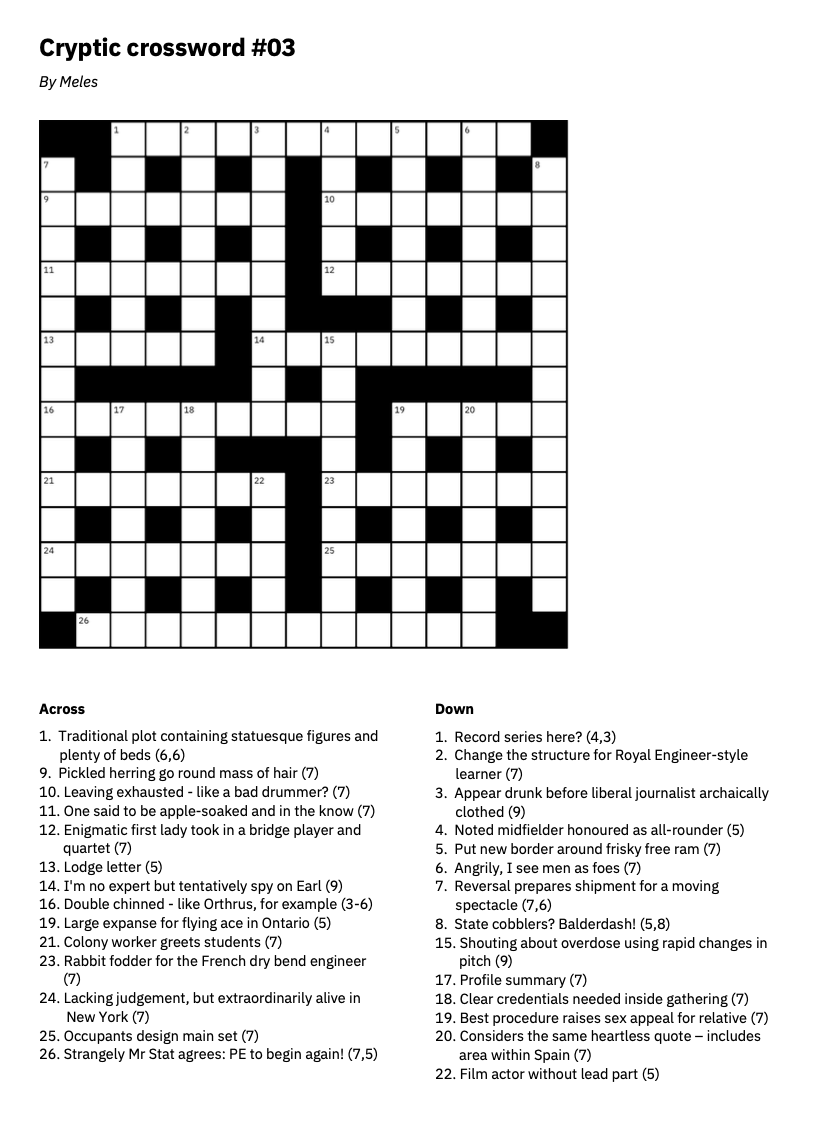 Cryptic crossword #03
By Meles
1 2 3 4 5 6
7 8
9 10
11 12
13 14 15
16 17 18 19 20
21 22 23
24 25
26
Across
1. Traditional plot containing statuesque figures and
plenty of beds (6,6)
9. Pickled herring go round mass of hair (7)
10. Leaving exhausted - like a bad drummer? (7)
11. One said to be apple-soaked and in the know (7)
12. Enigmatic first lady took in a bridge player and
quartet (7)
13. Lodge letter (5)
14. I'm no expert but tentatively spy on Earl (9)
16. Double chinned - like Orthrus, for example (3-6)
19. Large expanse for flying ace in Ontario (5)
21. Colony worker greets students (7)
23. Rabbit fodder for the French dry bend engineer
(7)
24. Lacking judgement, but extraordinarily alive in
New York (7)
25. Occupants design main set (7)
26. Strangely Mr Stat agrees: PE to begin again! (7,5)
Down
1. Record series here? (4,3)
2. Change the structure for Royal Engineer-style
learner (7)
3. Appear drunk before liberal journalist archaically
clothed (9)
4. Noted midfielder honoured as all-rounder (5)
5. Put new border around frisky free ram (7)
6. Angrily, I see men as foes (7)
7. Reversal prepares shipment for a moving
spectacle (7,6)
8. State cobblers? Balderdash! (5,8)
15. Shouting about overdose using rapid changes in
pitch (9)
17. Profile summary (7)
18. Clear credentials needed inside gathering (7)
19. Best procedure raises sex appeal for relative (7)
20. Considers the same heartless quote – includes
area within Spain (7)
22. Film actor without lead part (5)